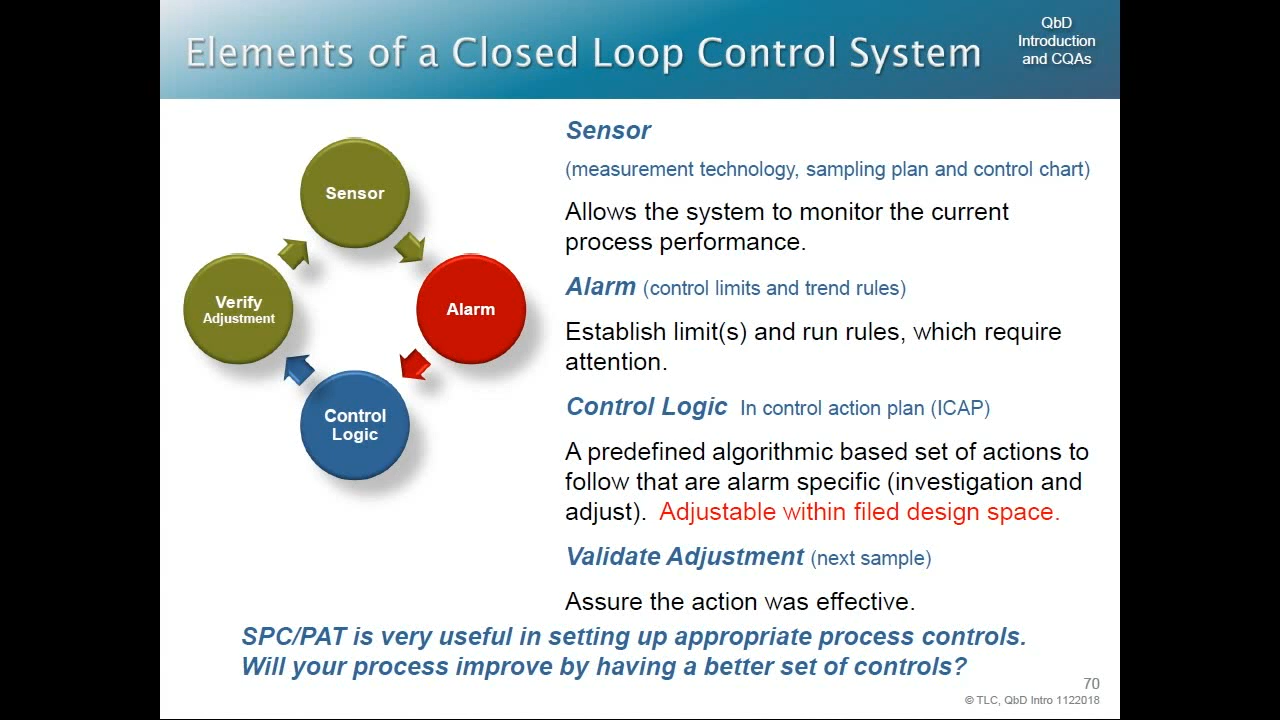 Elements of a Closed Loop Control System
QbD
Introduction
and CQAs
Sensor
Alarm
Control
Logic
Verify
Adjustment
Sensor
(measurement technology, sampling plan and control chart)
Allows the system to monitor the current
process performance.
Alarm (control limits and trend rules)
Establish limit(s) and run rules, which require
attention.
Control Logic In control action plan (ICAP)
A predefined algorithmic based set of actions to
follow that are alarm specific (investigation and
adjust). Adjustable within filed design space.
Validate Adjustment (next sample)
Assure the action was effective.
SPC/PAT is very useful in setting up appropriate process controls.
Will your process improve by having a better set of controls?
70
© TLC, QbD Intro 1122018